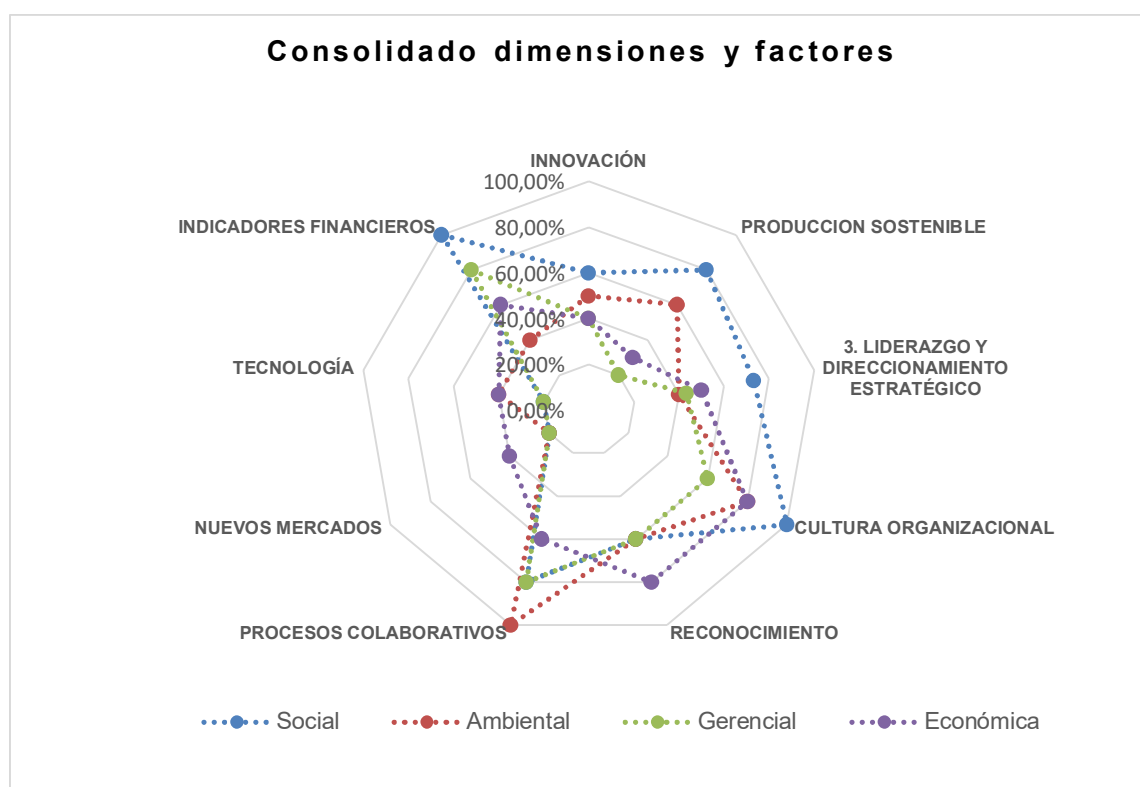 Consolidado dimensiones y factores
INNOVACIÓN
100,00%
80,00%
60,00%
40,00%
20,00%
0,00%
PRODUCCION SOSTENIBLE
3. LIDERAZGO Y
DIRECCIONAMIENTO
ESTRATÉGICO
CULTURA ORGANIZACIONAL
RECONOCIMIENTO
PROCESOS COLABORATIVOS
NUEVOS MERCADOS
TECNOLOGÍA
INDICADORES FINANCIEROS
Social
Ambiental
Gerencial
Económica